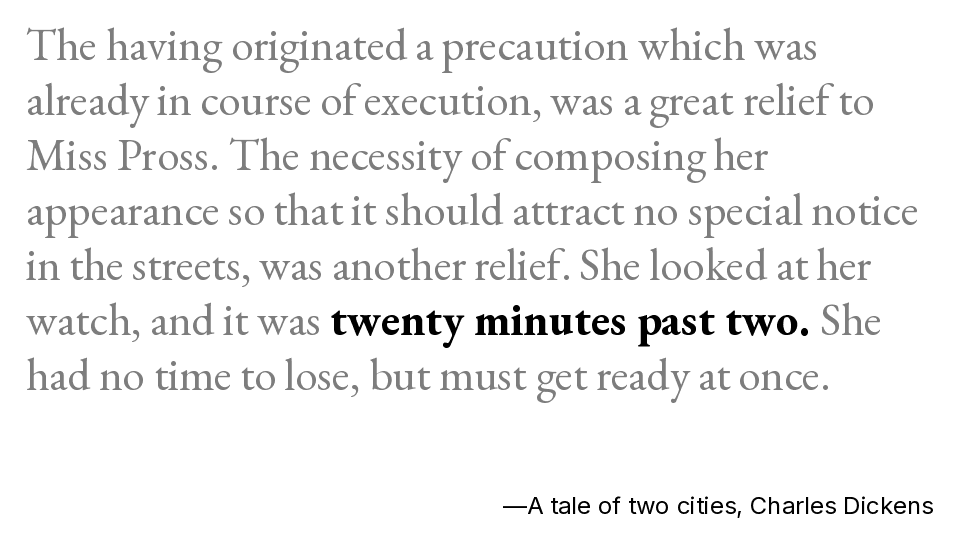 The having originated a precaution which was
already in course of execution, was a great relief to
Miss Pross. The necessity of composing her
appearance so that it should attract no special notice
in the streets, was another relief. She looked at her
watch, and it was twenty minutes past two. She
had no time to lose, but must get ready at once.
—A tale of two cities, Charles Dickens